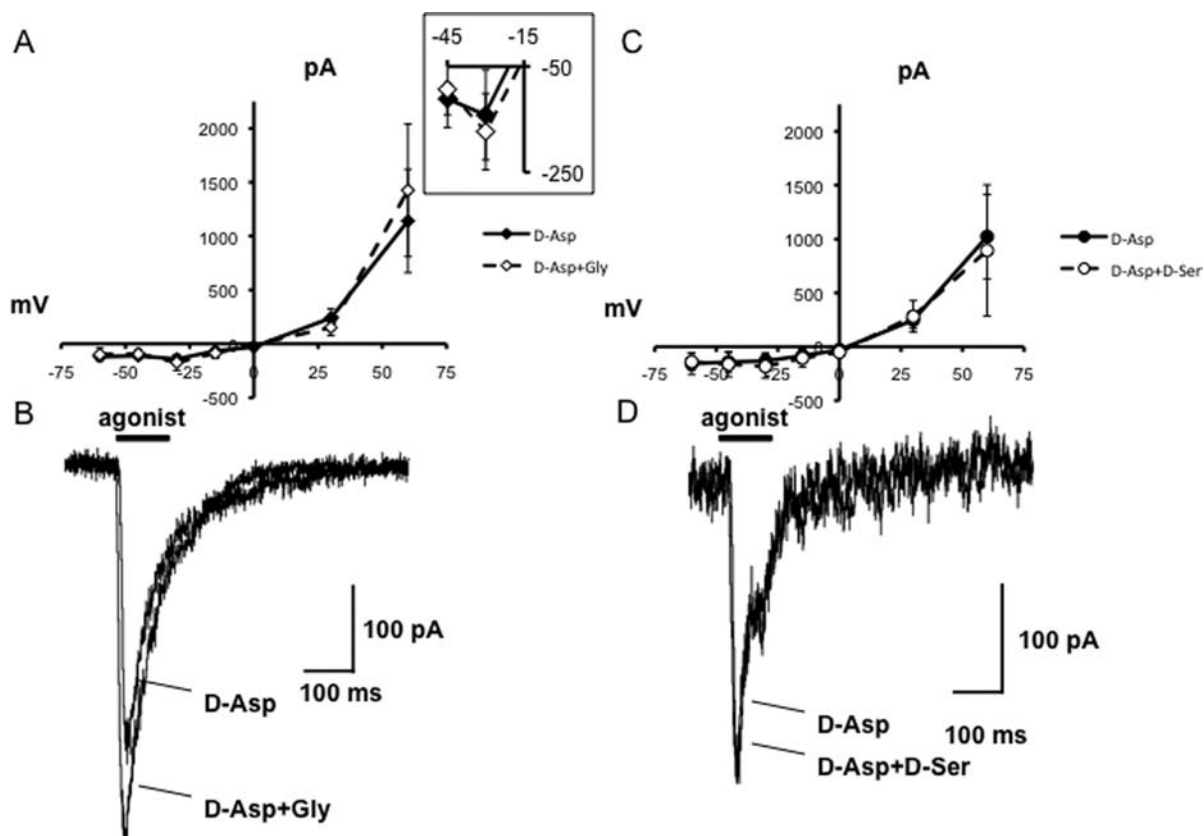 A
pA
2000
1500
1000
500
-500
mV
-75 -50 -25 0 25 50 75
-45 -15
-50
-250
D-Asp
D-Asp+Gly
C
pA
2000
1500
1000
500
-500
mV
-75 -50 -25 0 25 50 75
D-Asp
D-Asp+D-Ser
B
agonist
100 pA
100 ms
D-Asp
D-Asp+Gly
D
agonist
100 pA
100 ms
D-Asp
D-Asp+D-Ser